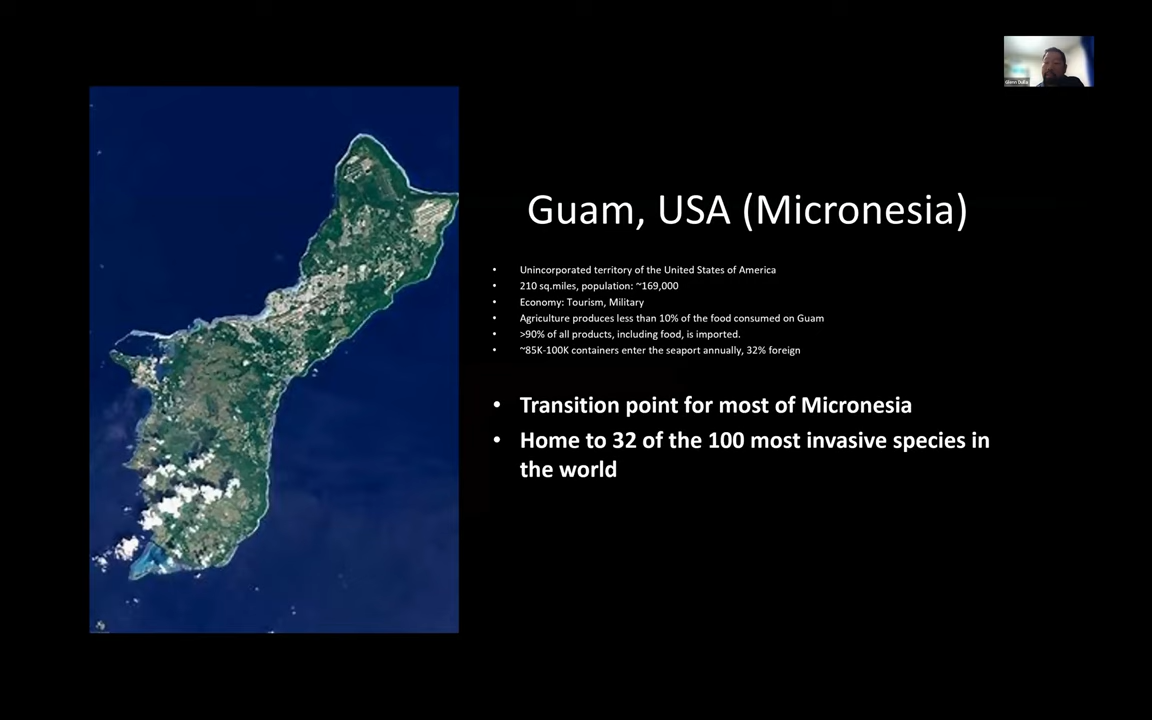 Guam, USA (Micronesia)
• Unincorporated territory of the United States of America
• 210 sq.miles, population: ~169,000
• Economy: Tourism, Military
• Agriculture produces less than 10% of the food consumed on Guam
• >90% of all products, including food, is imported.
• ~85K-100K containers enter the seaport annually, 32% foreign
• Transition point for most of Micronesia
• Home to 32 of the 100 most invasive species in
the world